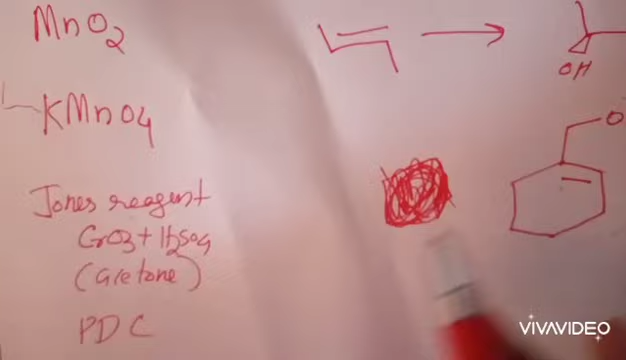 MnO2
KMnO4
Jones reagent
CrO3 + H2SO4
(acetone)
PDC
OH
O
VIVAVIDEO